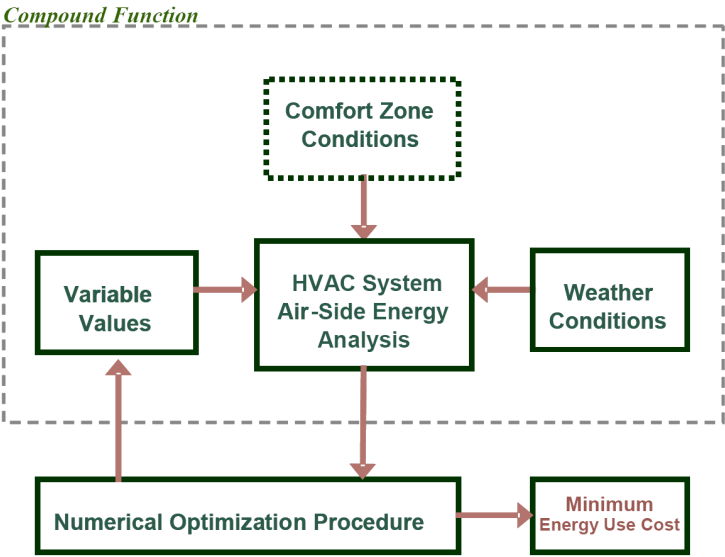 Compound Function
Comfort Zone
Conditions
Variable
Values
HVAC System
Air-Side Energy
Analysis
Weather
Conditions
Numerical Optimization Procedure
Minimum
Energy Use Cost